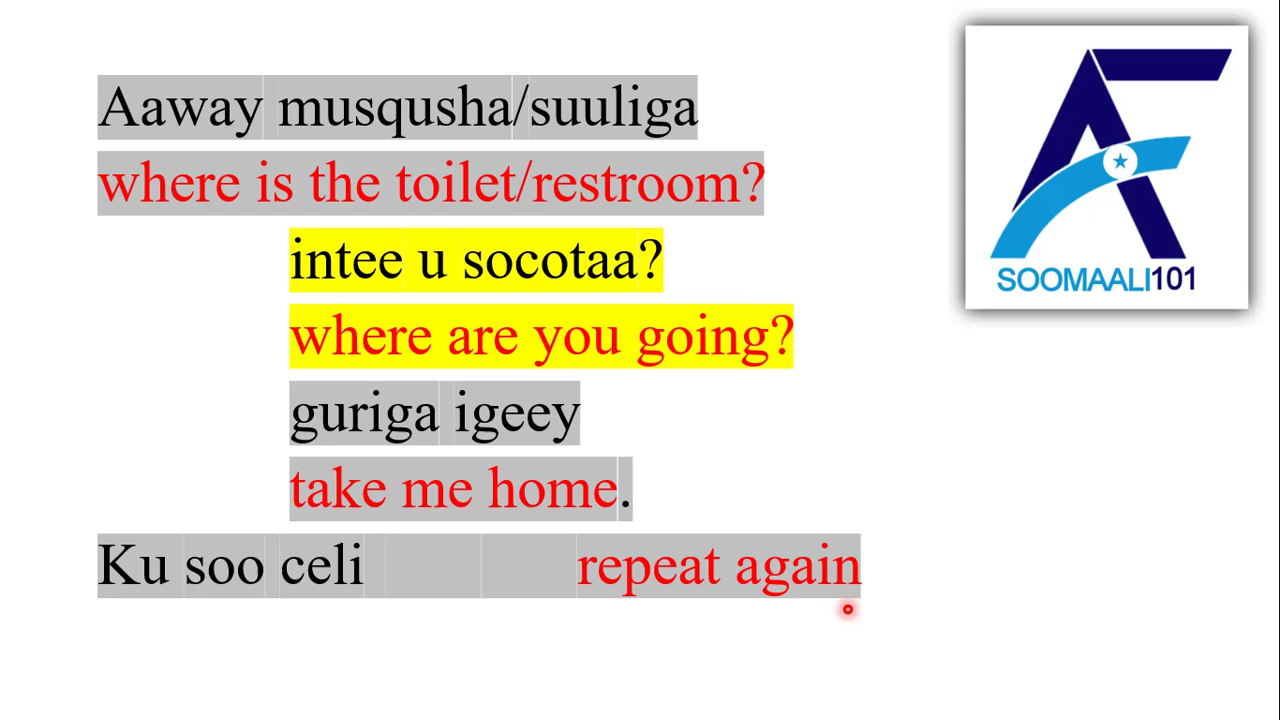 Aaway musqusha/suuliga
where is the toilet/restroom?
intee u socotaa?
where are you going?
guriga igeey
take me home.
Ku soo celi repeat again
SOOMAALI101